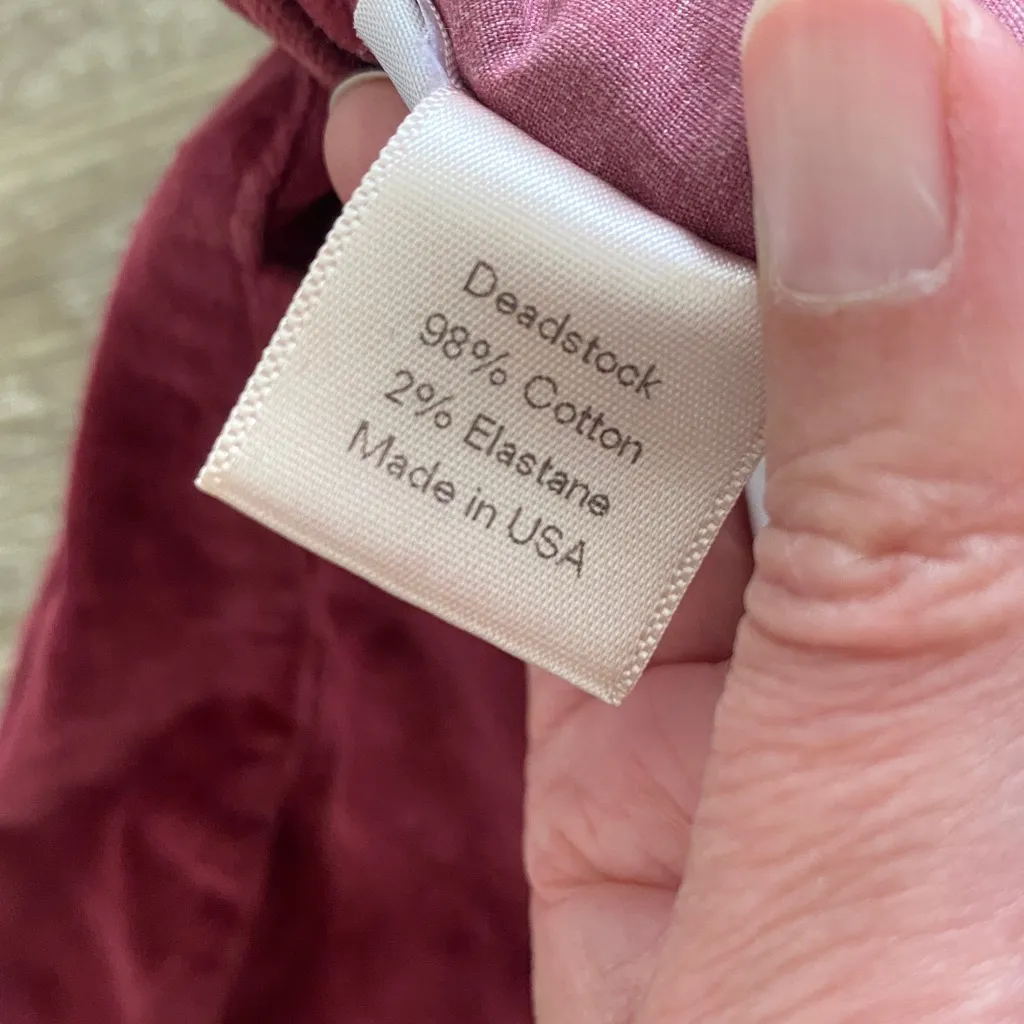 Deadstock
98% Cotton
2% Elastane
Made in USA